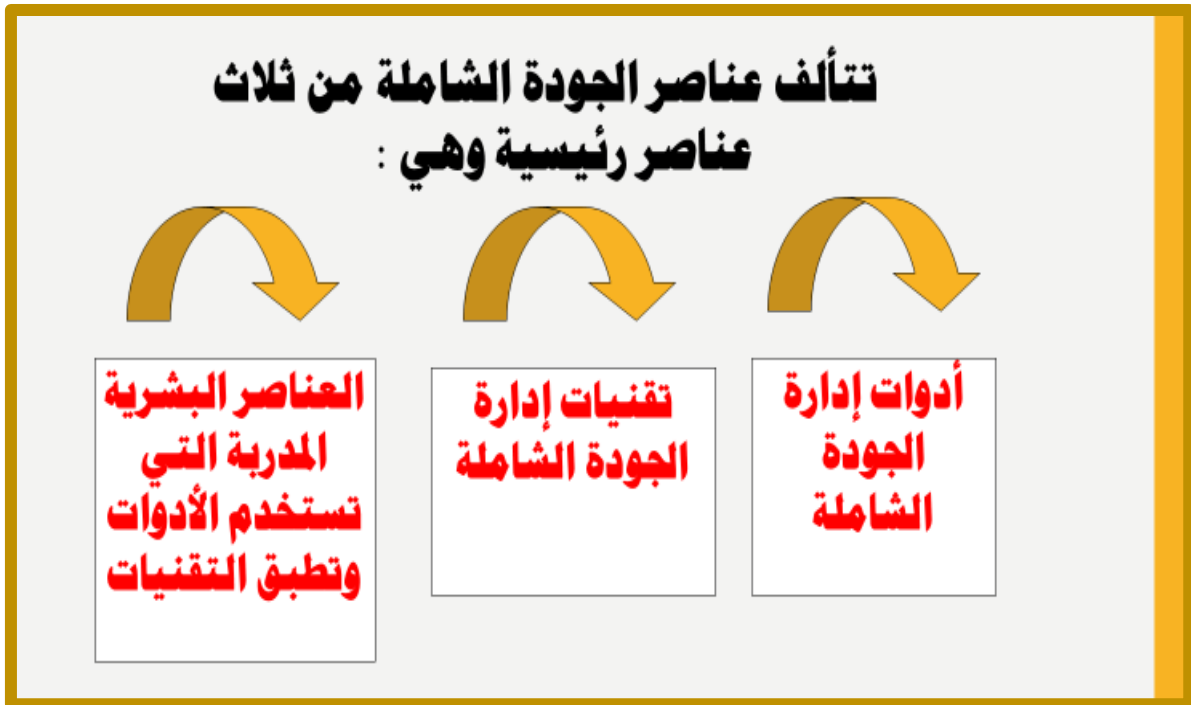 تتألف عناصر الجودة الشاملة من ثلاث
عناصر رئيسية وهي :
أدوات إدارة
الجودة
الشاملة
تقنيات إدارة
الجودة الشاملة
العناصر البشرية
المدربة التي
تستخدم الأدوات
وتطبق التقنيات